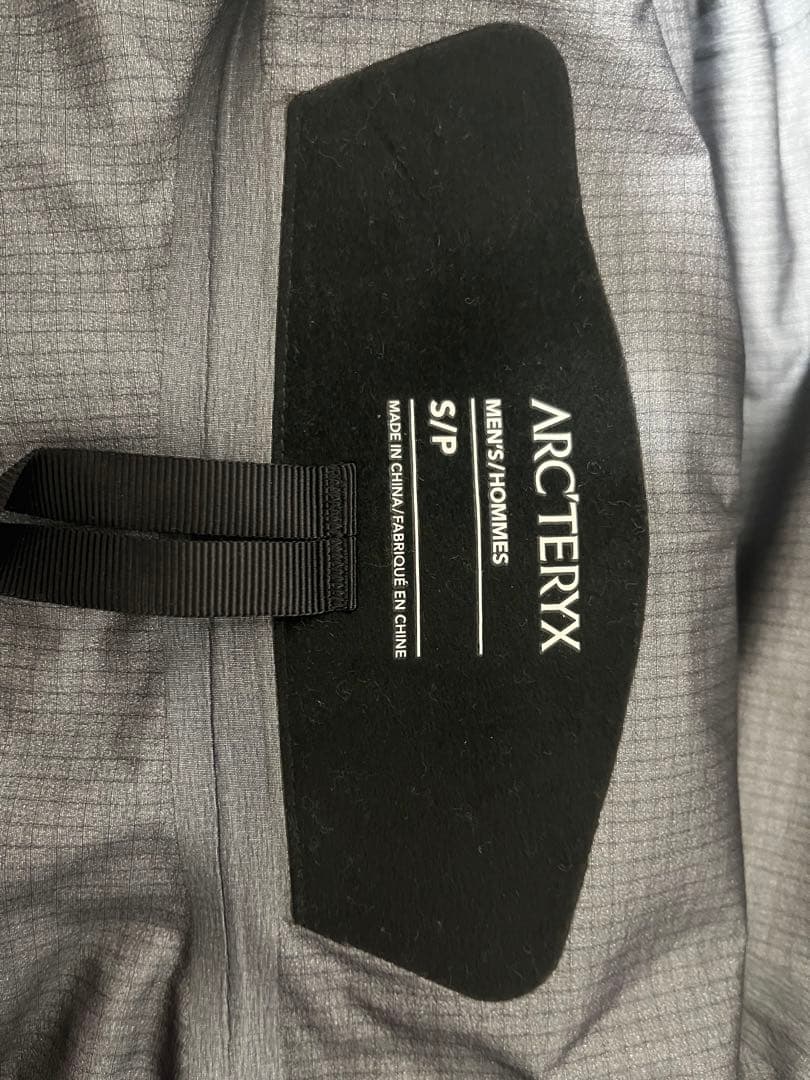 ARC'TERYX
MEN'S/HOMMES
S/P
MADE IN CHINA/FABRIQUÉ EN CHINE